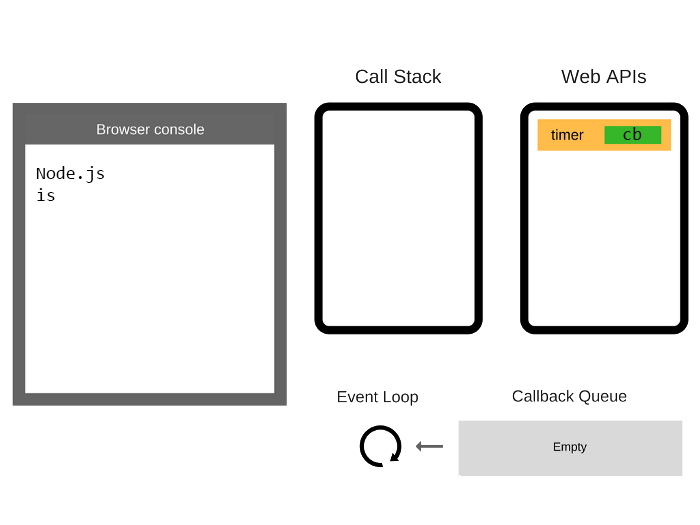 Call Stack
Web APIs
Browser console
Node.js
is
timer
cb
Event Loop
Callback Queue
Empty